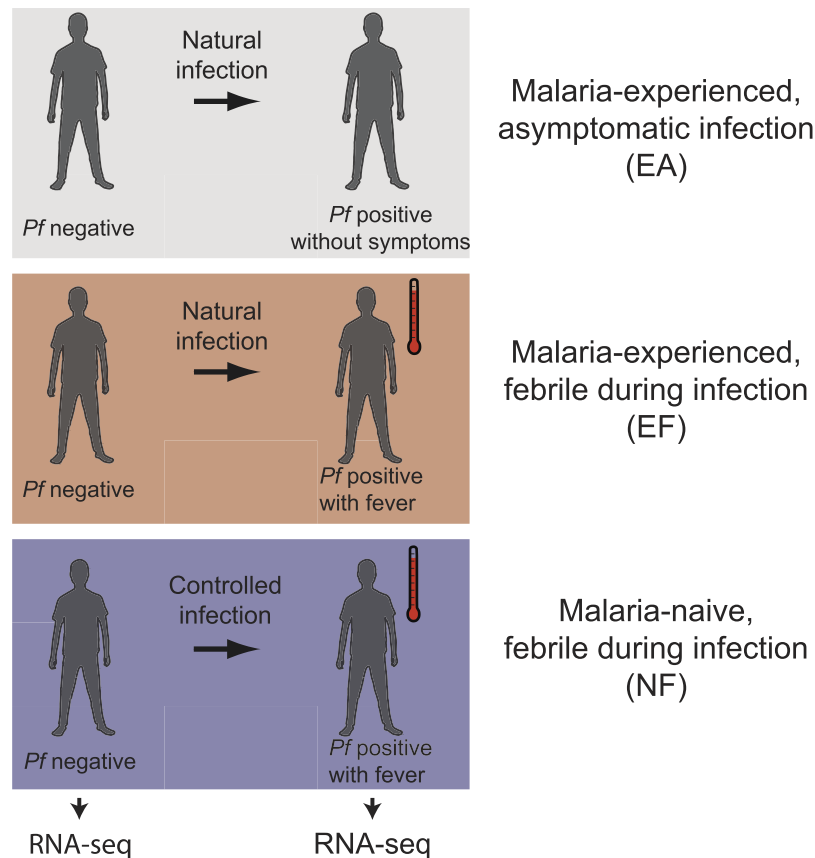 Natural
infection
Pf negative
Pf positive
without symptoms
Malaria-experienced,
asymptomatic infection
(EA)
Natural
infection
Pf negative
Pf positive
with fever
Malaria-experienced,
febrile during infection
(EF)
Controlled
infection
Pf negative
Pf positive
with fever
Malaria-naive,
febrile during infection
(NF)
RNA-seq
RNA-seq